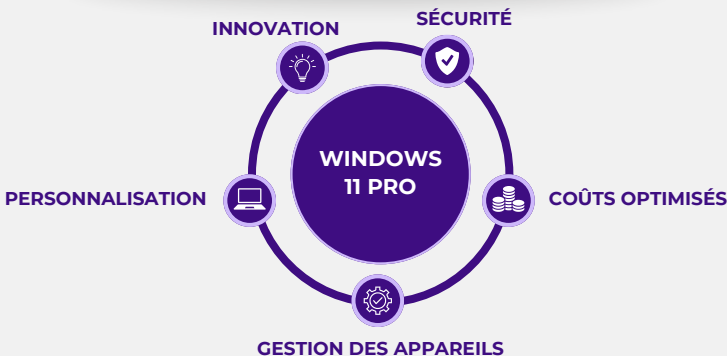 SÉCURITÉ
INNOVATION
WINDOWS
11 PRO
PERSONNALISATION
COÛTS OPTIMISÉS
GESTION DES APPAREILS